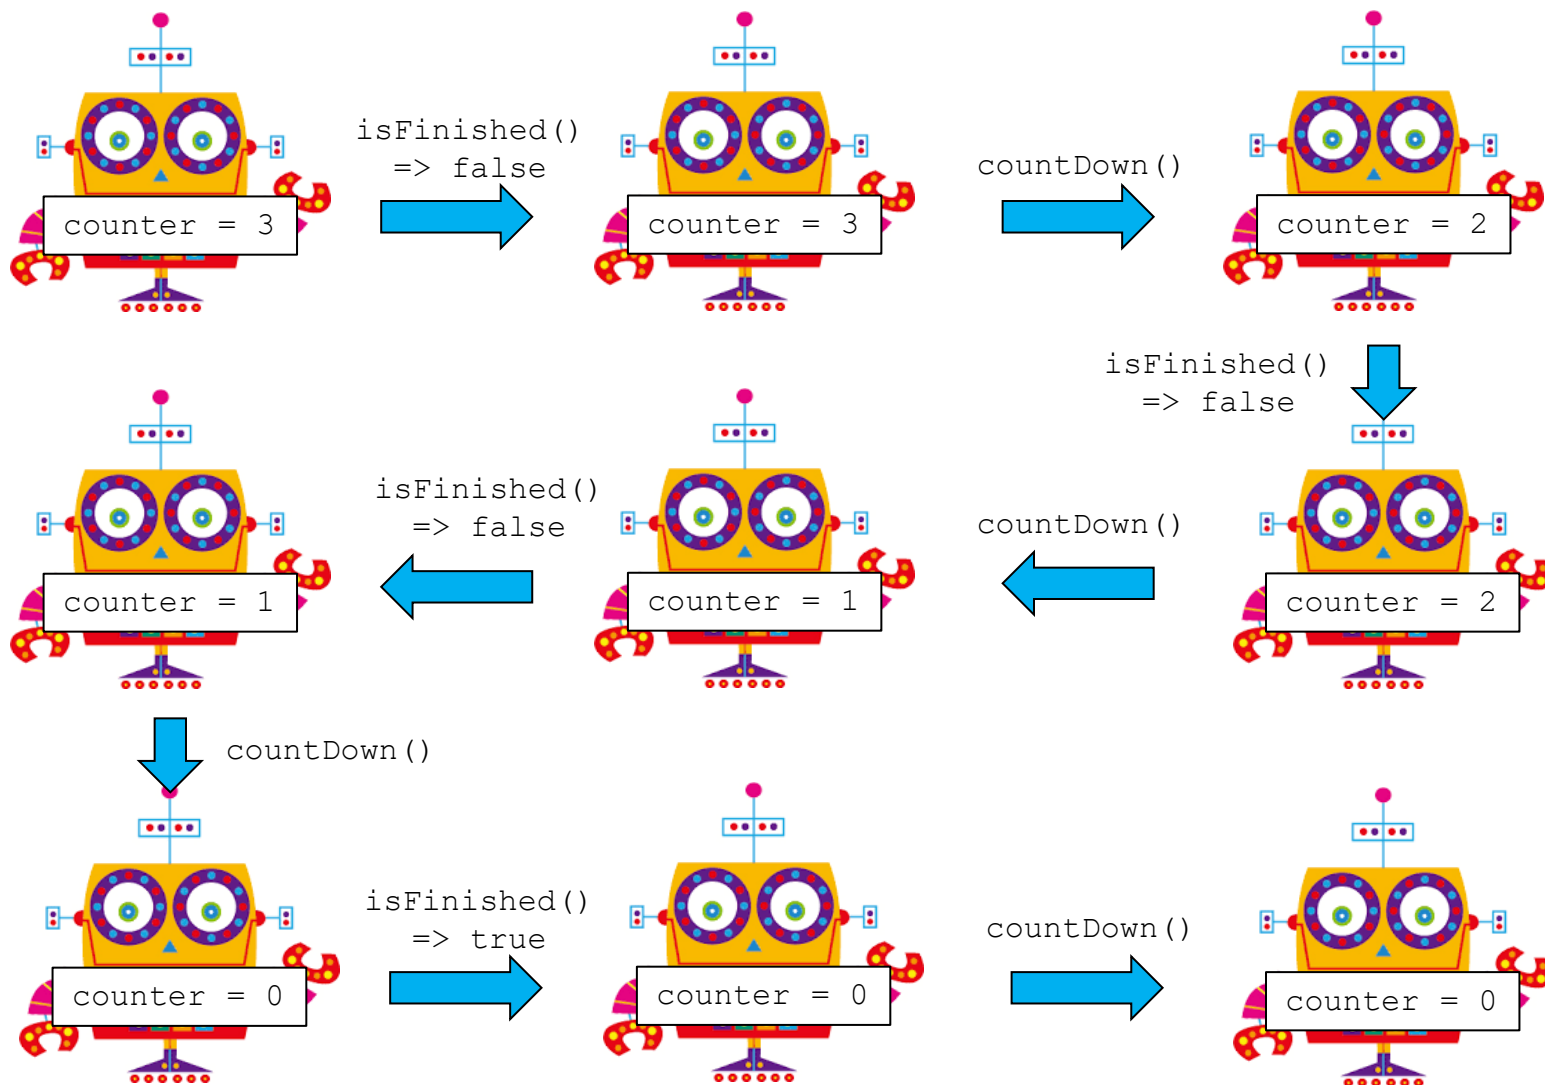 isFinished()
=> false
countDown()
counter = 3
counter = 3
counter = 2
isFinished()
=> false
isFinished()
=> false
countDown()
counter = 1
counter = 1
counter = 2
countDown()
isFinished()
=> true
countDown()
counter = 0
counter = 0
counter = 0